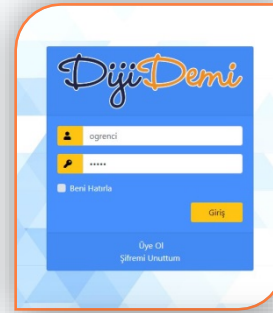 DijiDemi
ogrenci
•••••
Beni Hatırla
Giriş
Üye Ol
Şifremi Unuttum